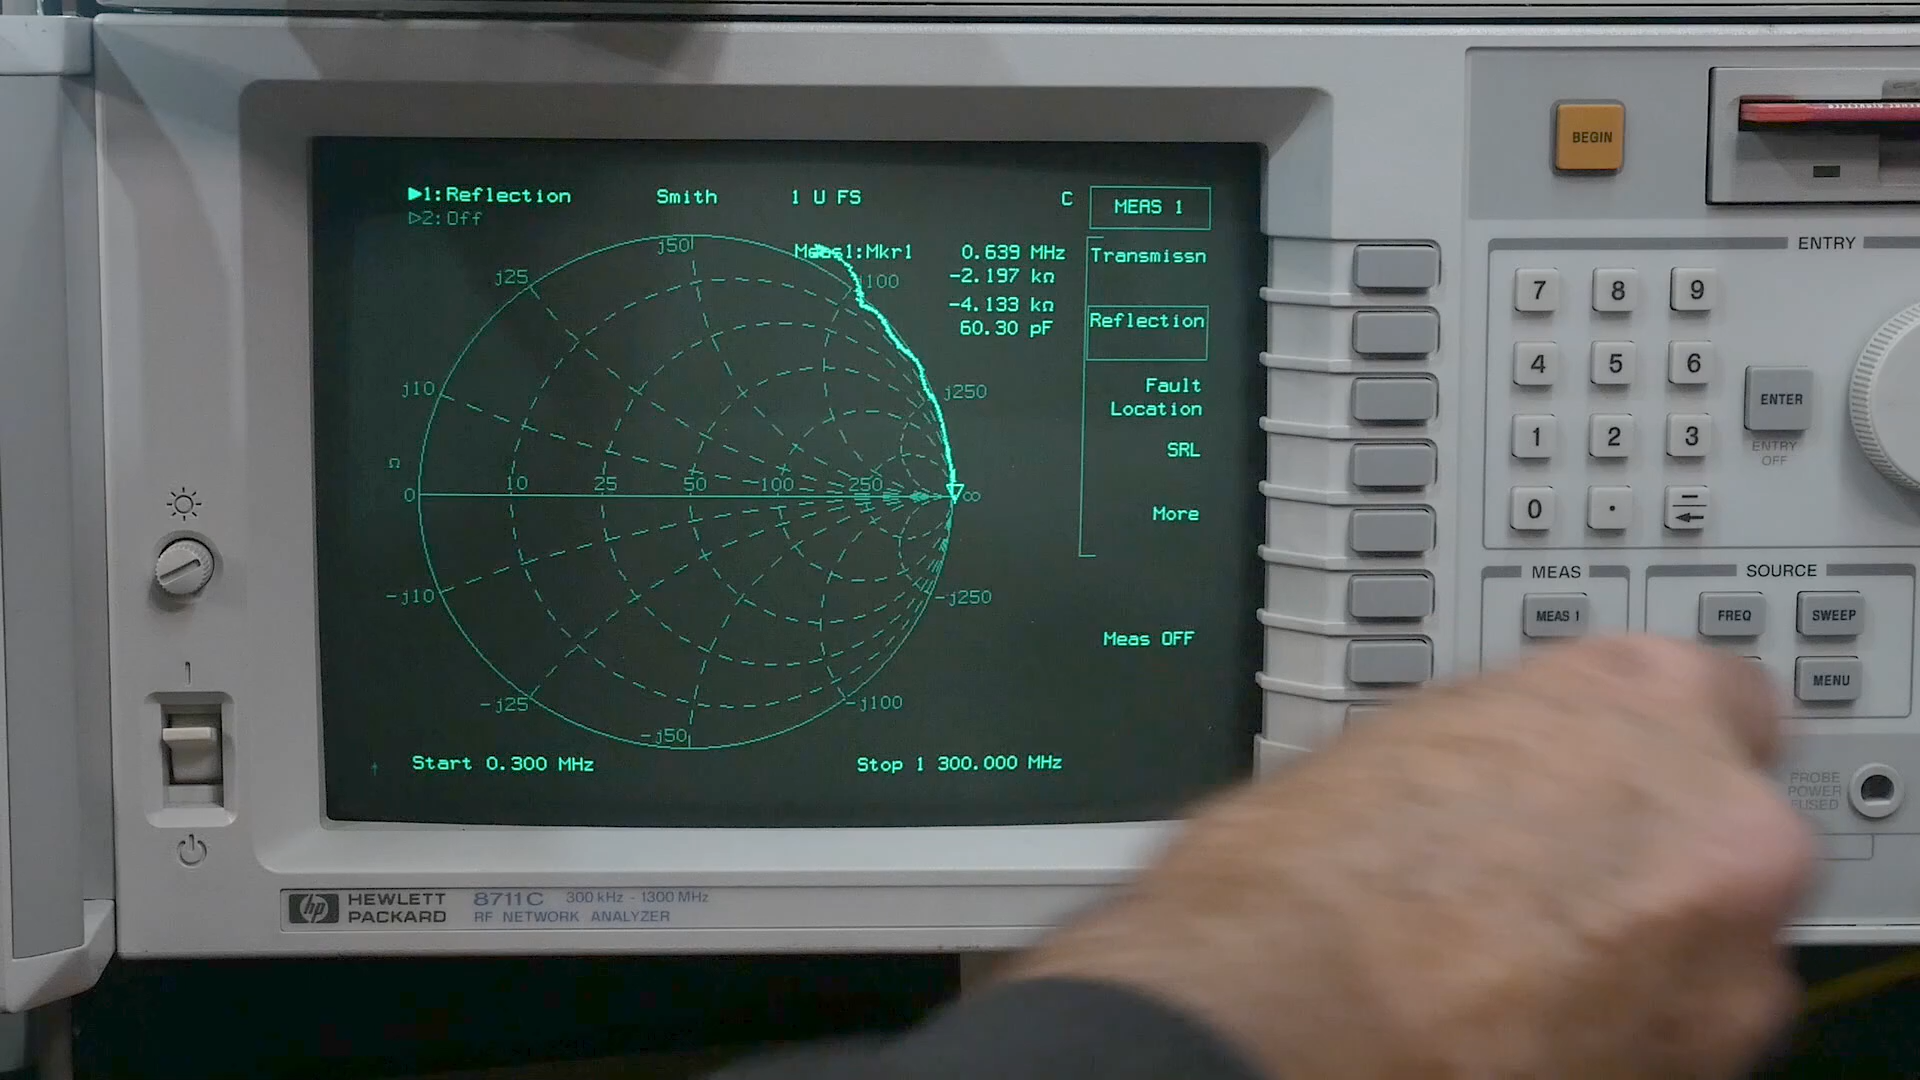 ▶1:Reflection Smith 1 U FS C
▷2:Off
MEAS 1
Meas1:Mkr1 0.639 MHz
-2.197 kΩ
-4.133 kΩ
60.30 pF
Transmissn
Reflection
Fault
Location
SRL
More
Meas OFF
j50
j25
100
j10
j250
Ω
0 10 25 50 100 250 ∞
-j10
-j250
-j25
-j100
-j50
Start 0.300 MHz Stop 1 300.000 MHz
hp HEWLETT PACKARD
8711C 300 kHz - 1300 MHz
RF NETWORK ANALYZER
BEGIN
ENTRY
7 8 9
4 5 6
1 2 3
0 . −
ENTER
ENTRY
OFF
MEAS
MEAS 1
SOURCE
FREQ SWEEP
MENU
PROBE
POWER
FUSED